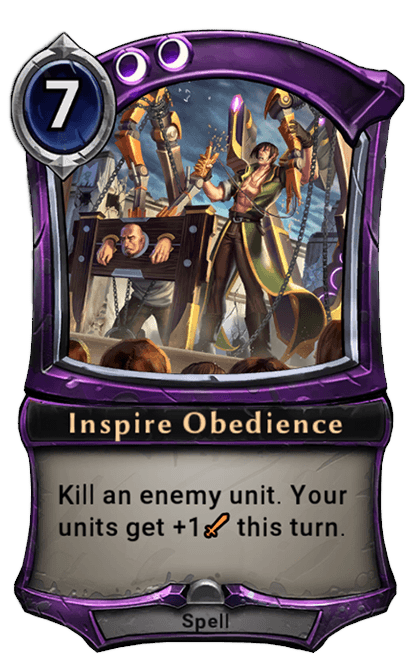 7
Inspire Obedience
Kill an enemy unit. Your
units get +1 this turn.
Spell